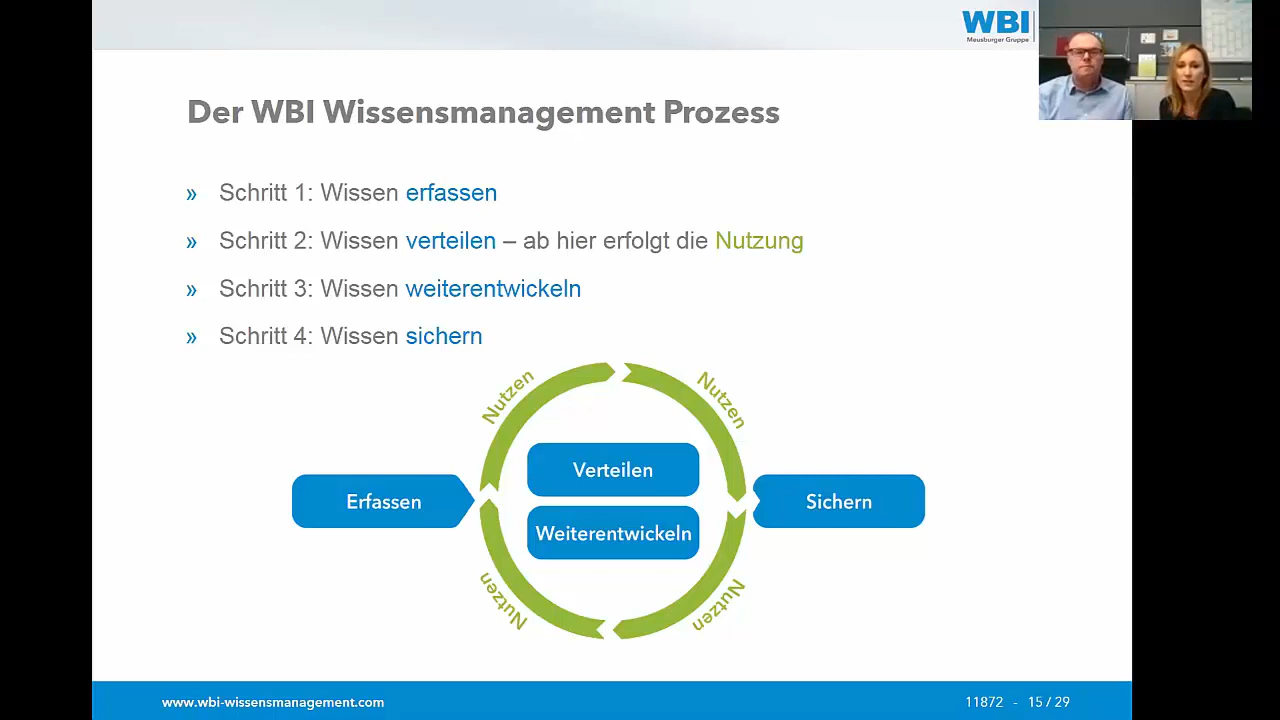 WBI
Meusburger Gruppe
Der WBI Wissensmanagement Prozess
» Schritt 1: Wissen erfassen
» Schritt 2: Wissen verteilen – ab hier erfolgt die Nutzung
» Schritt 3: Wissen weiterentwickeln
» Schritt 4: Wissen sichern
Nutzen
Nutzen
Verteilen
Erfassen
Sichern
Weiterentwickeln
Nutzen
Nutzen
www.wbi-wissensmanagement.com
11872 - 15 / 29